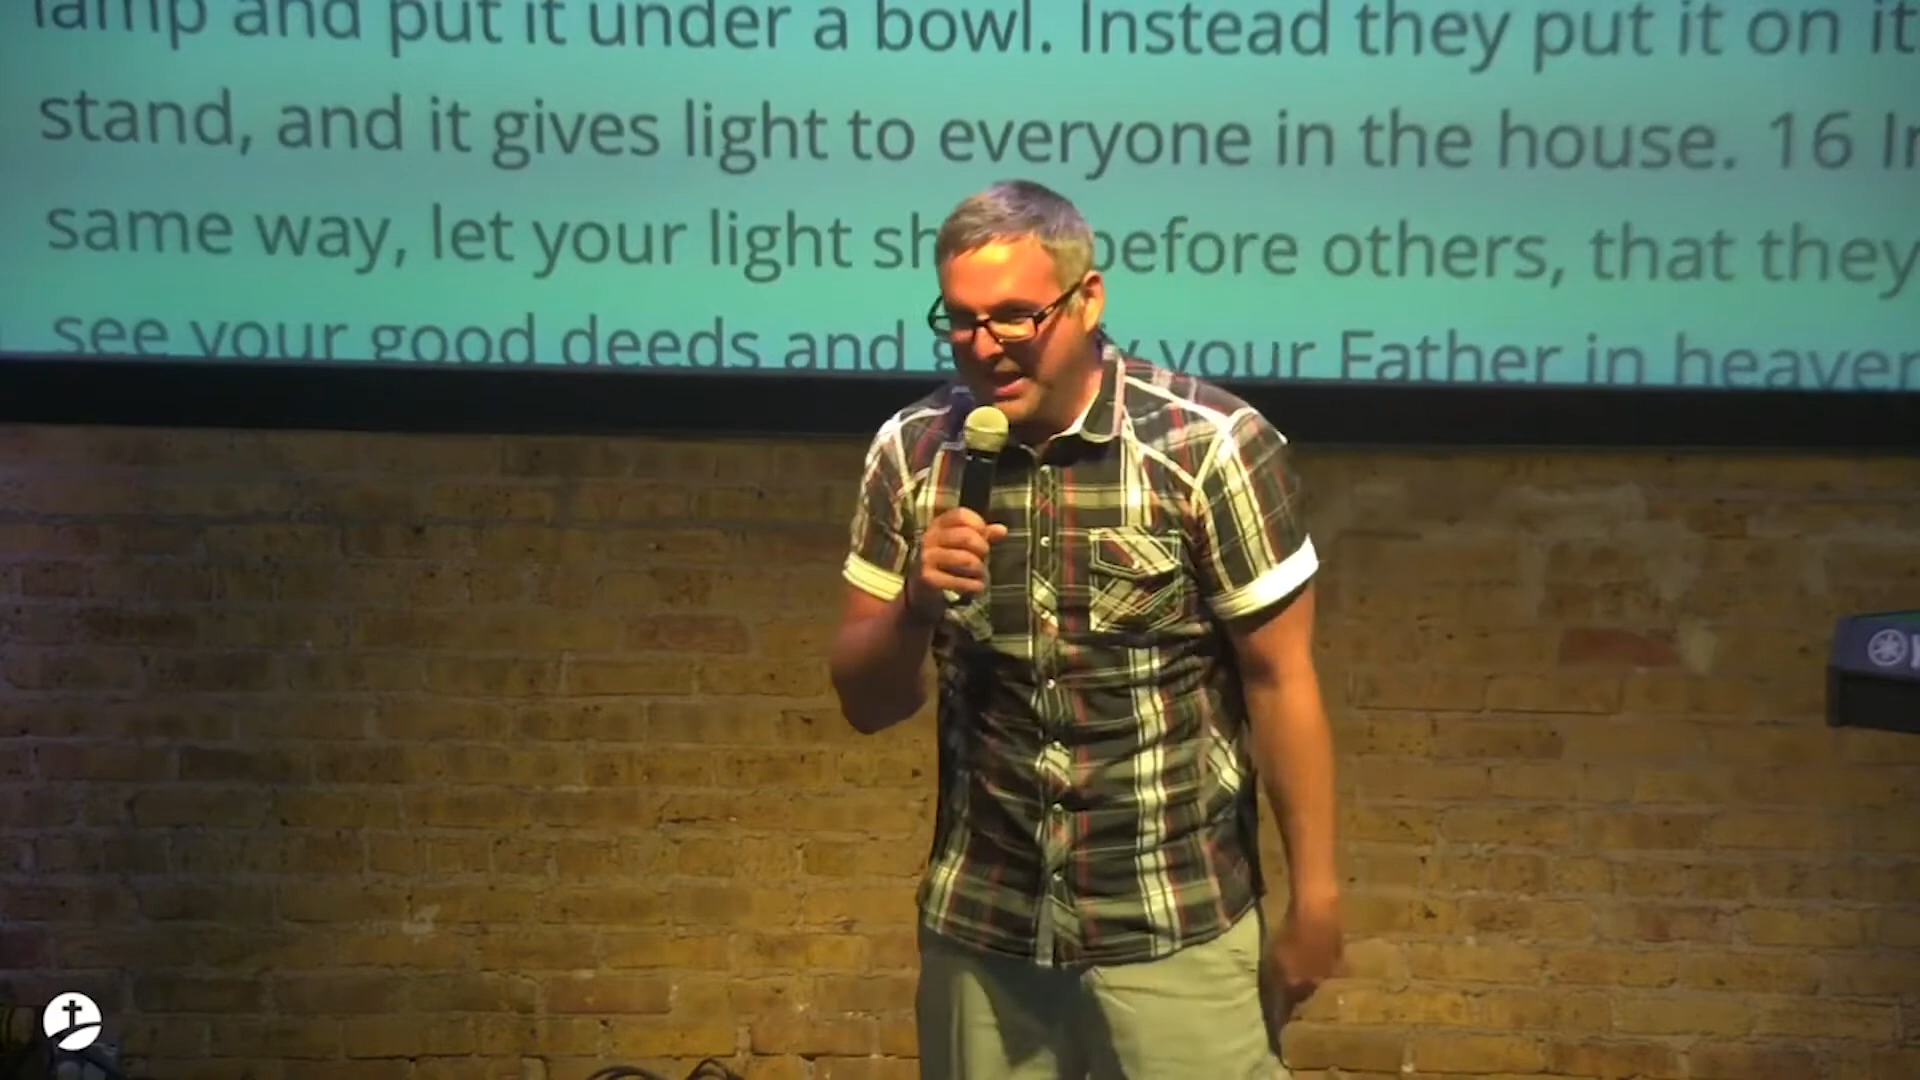 lamp and put it under a bowl. Instead they put it on it
stand, and it gives light to everyone in the house. 16 In
same way, let your light sh before others, that they
see your good deeds and your Father in heaven